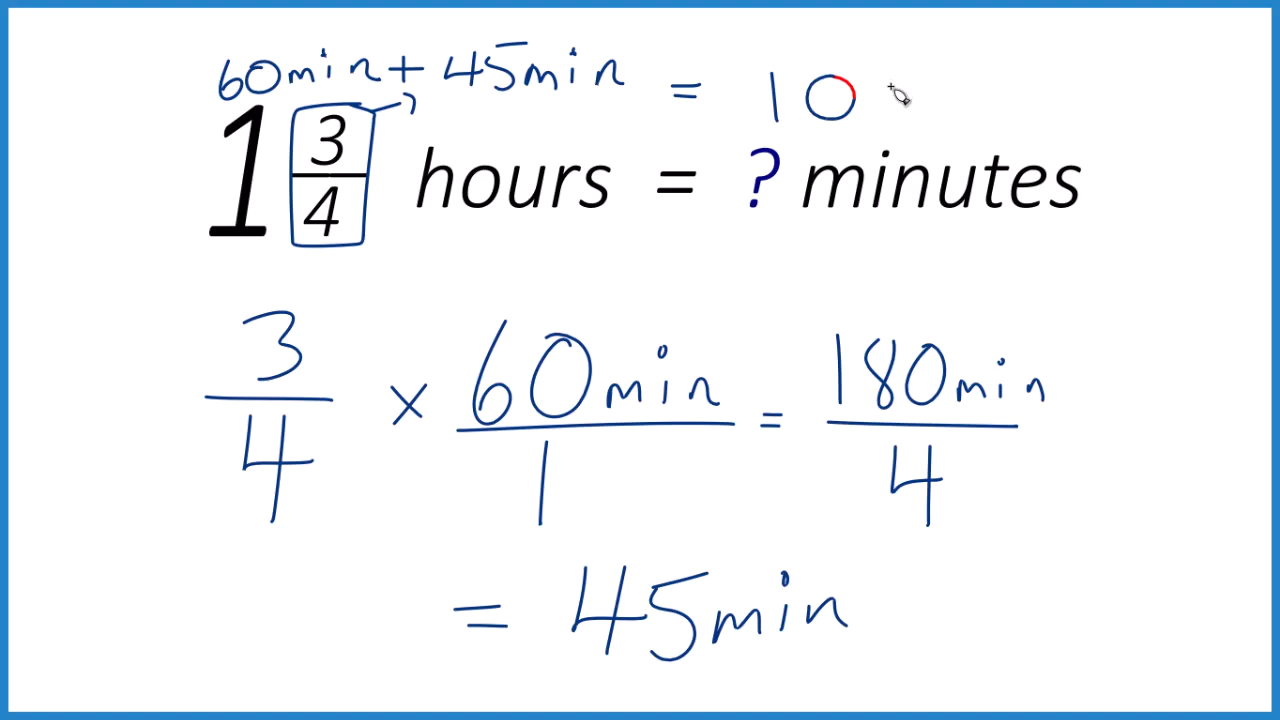 60min + 45min = 10
1 3/4 hours = ? minutes
3/4 × 60min/1 = 180min/4
= 45min